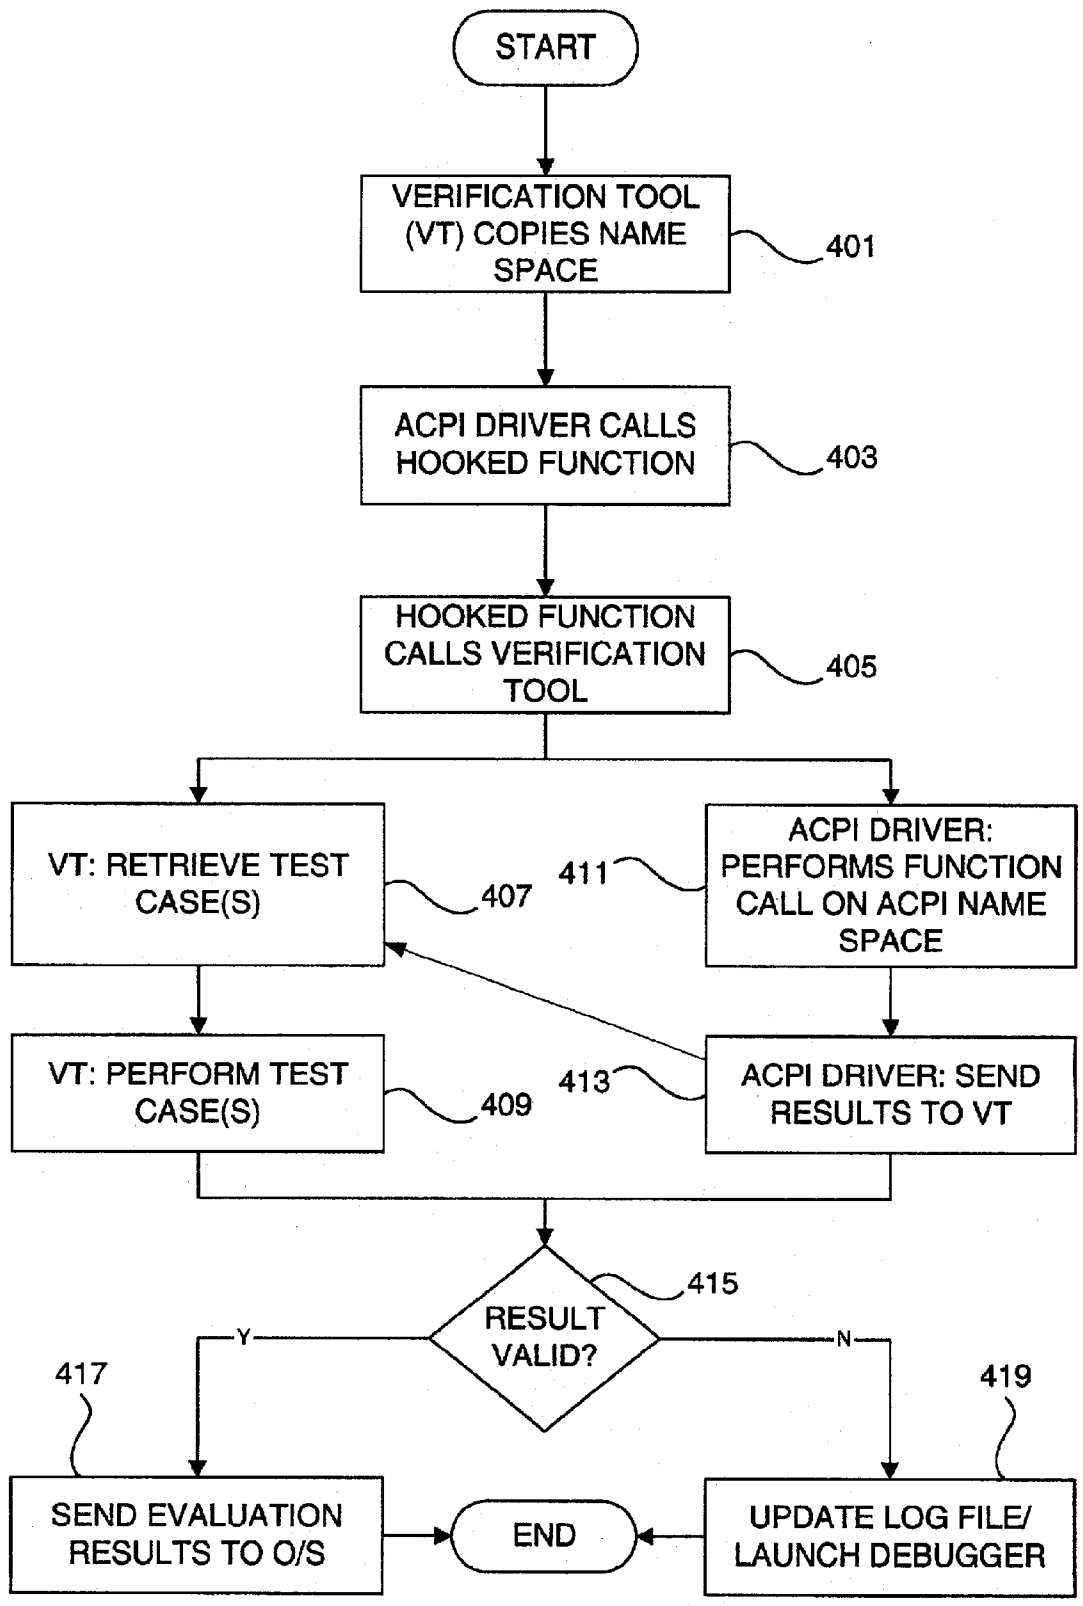 START
VERIFICATION TOOL
(VT) COPIES NAME
SPACE
401
ACPI DRIVER CALLS
HOOKED FUNCTION
403
HOOKED FUNCTION
CALLS VERIFICATION
TOOL
405
VT: RETRIEVE TEST
CASE(S)
407
411
ACPI DRIVER:
PERFORMS FUNCTION
CALL ON ACPI NAME
SPACE
VT: PERFORM TEST
CASE(S)
409
413
ACPI DRIVER: SEND
RESULTS TO VT
415
RESULT
VALID?
Y
N
417
419
SEND EVALUATION
RESULTS TO O/S
END
UPDATE LOG FILE/
LAUNCH DEBUGGER